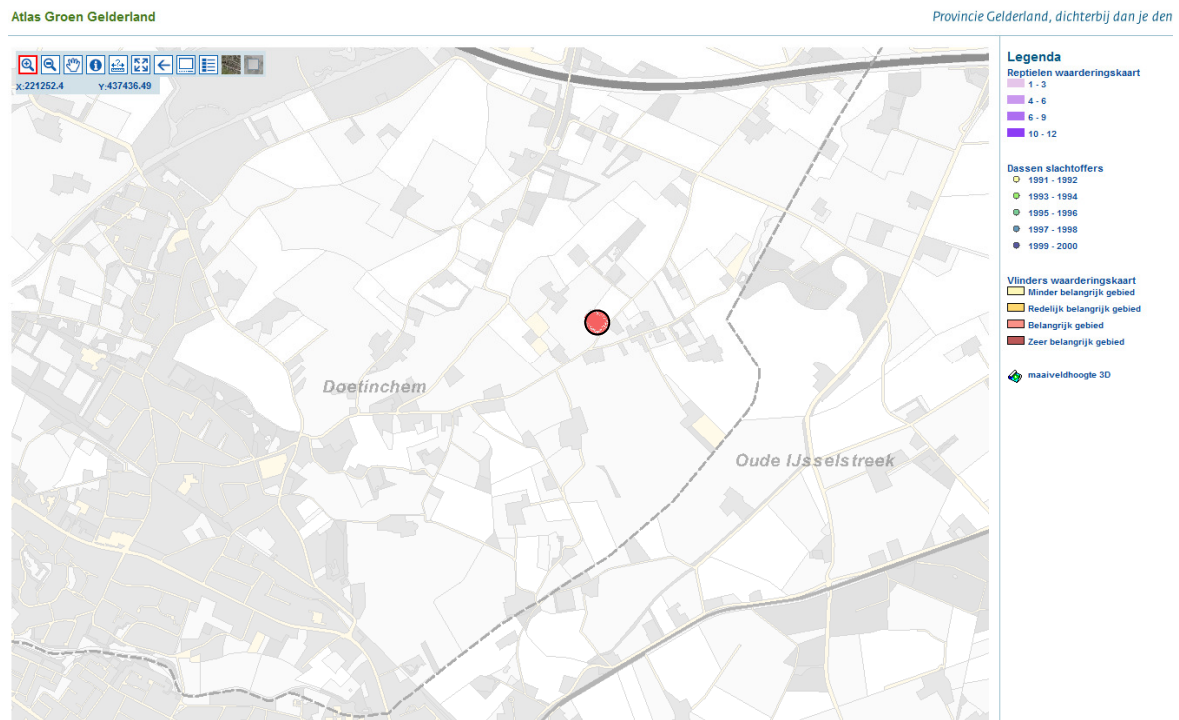 Atlas Groen Gelderland
Provincie Gelderland, dichterbij dan je den
X:221252.4 Y:437436.49
Doetinchem
Oude IJsselstreek
Legenda
Reptielen waarderingskaart
1 - 3
4 - 6
6 - 9
10 - 12
Dassen slachtoffers
1991 - 1992
1993 - 1994
1995 - 1996
1997 - 1998
1999 - 2000
Vlinders waarderingskaart
Minder belangrijk gebied
Redelijk belangrijk gebied
Belangrijk gebied
Zeer belangrijk gebied
maaiveldhoogte 3D